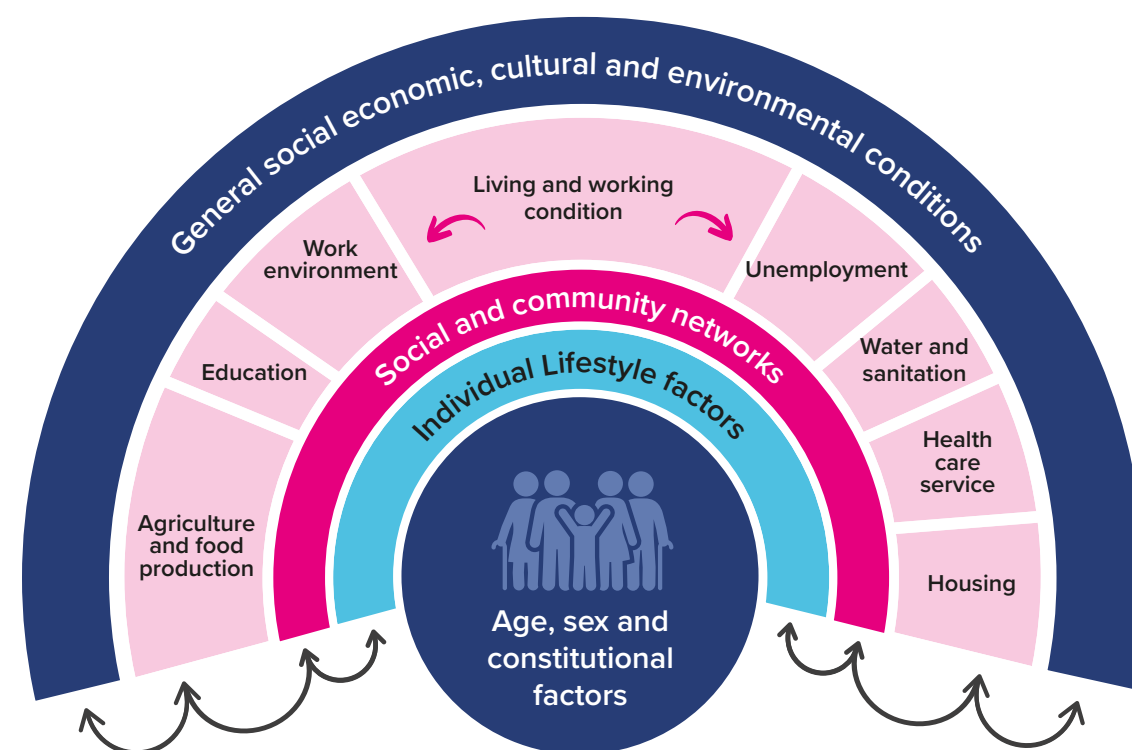 General social economic, cultural and environmental conditions
Living and working
condition
Work
environment
Unemployment
Education
Water and
sanitation
Agriculture
and food
production
Health
care
service
Housing
Social and community networks
Individual Lifestyle factors
Age, sex and
constitutional
factors